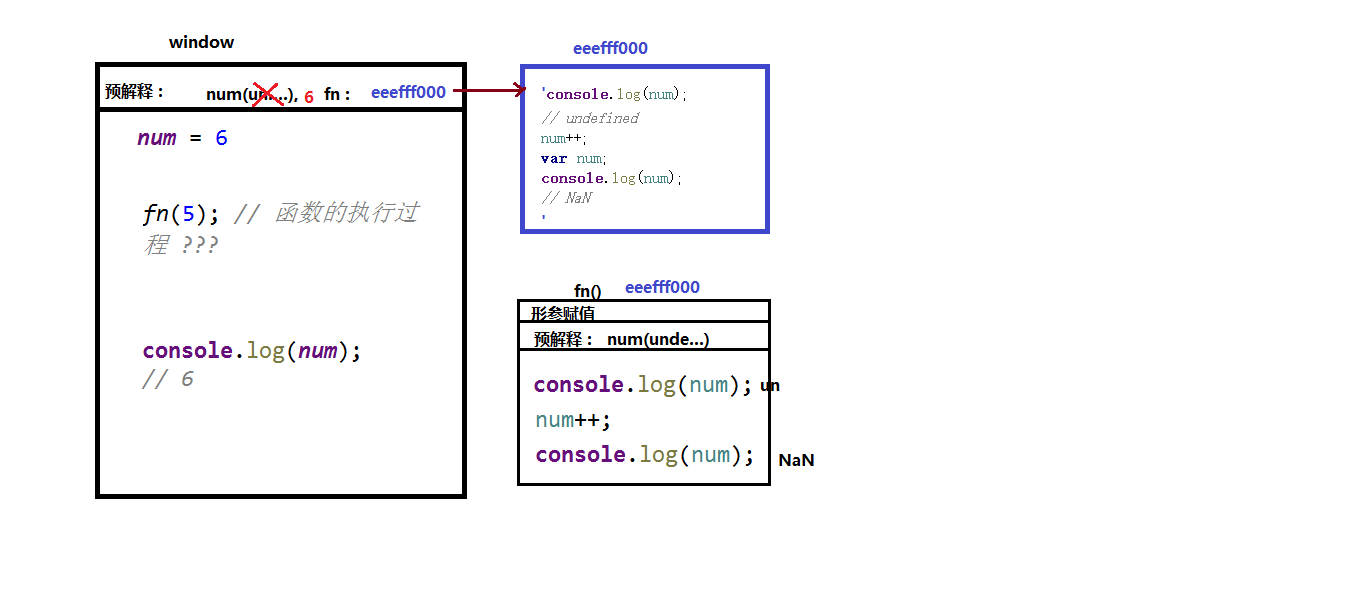 window
预解释： num(un....), 6 fn： eeefff000
num = 6
fn(5); // 函数的执行过
程 ???
console.log(num);
// 6
eeefff000
'console.log(num);
// undefined
num++;
var num;
console.log(num);
// NaN
'
fn() eeefff000
形参赋值
预解释： num(unde...)
console.log(num); un
num++;
console.log(num); NaN